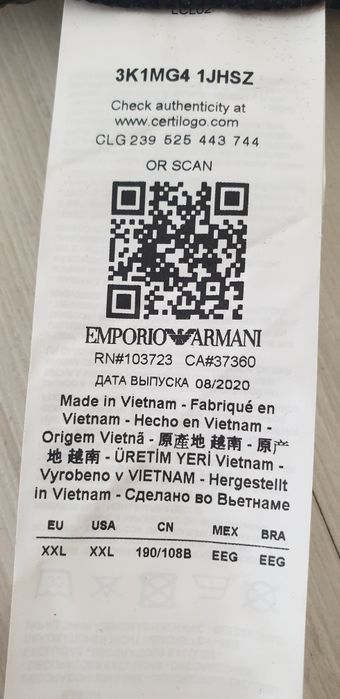 3K1MG4 1JHSZ
Check authenticity at
www.certilogo.com
CLG 239 525 443 744
OR SCAN
EMPORIO ARMANI
RN#103723 CA#37360
ДАТА ВЫПУСКА 08/2020
Made in Vietnam - Fabriqué en
Vietnam - Hecho en Vietnam -
Origem Vietnã - 原產地 越南 - 原产
地 越南 - ÜRETİM YERİ Vietnam -
Vyrobeno v VIETNAM - Hergestellt
in Vietnam - Сделано во Вьетнаме
EU USA CN MEX BRA
XXL XXL 190/108B EEG EEG